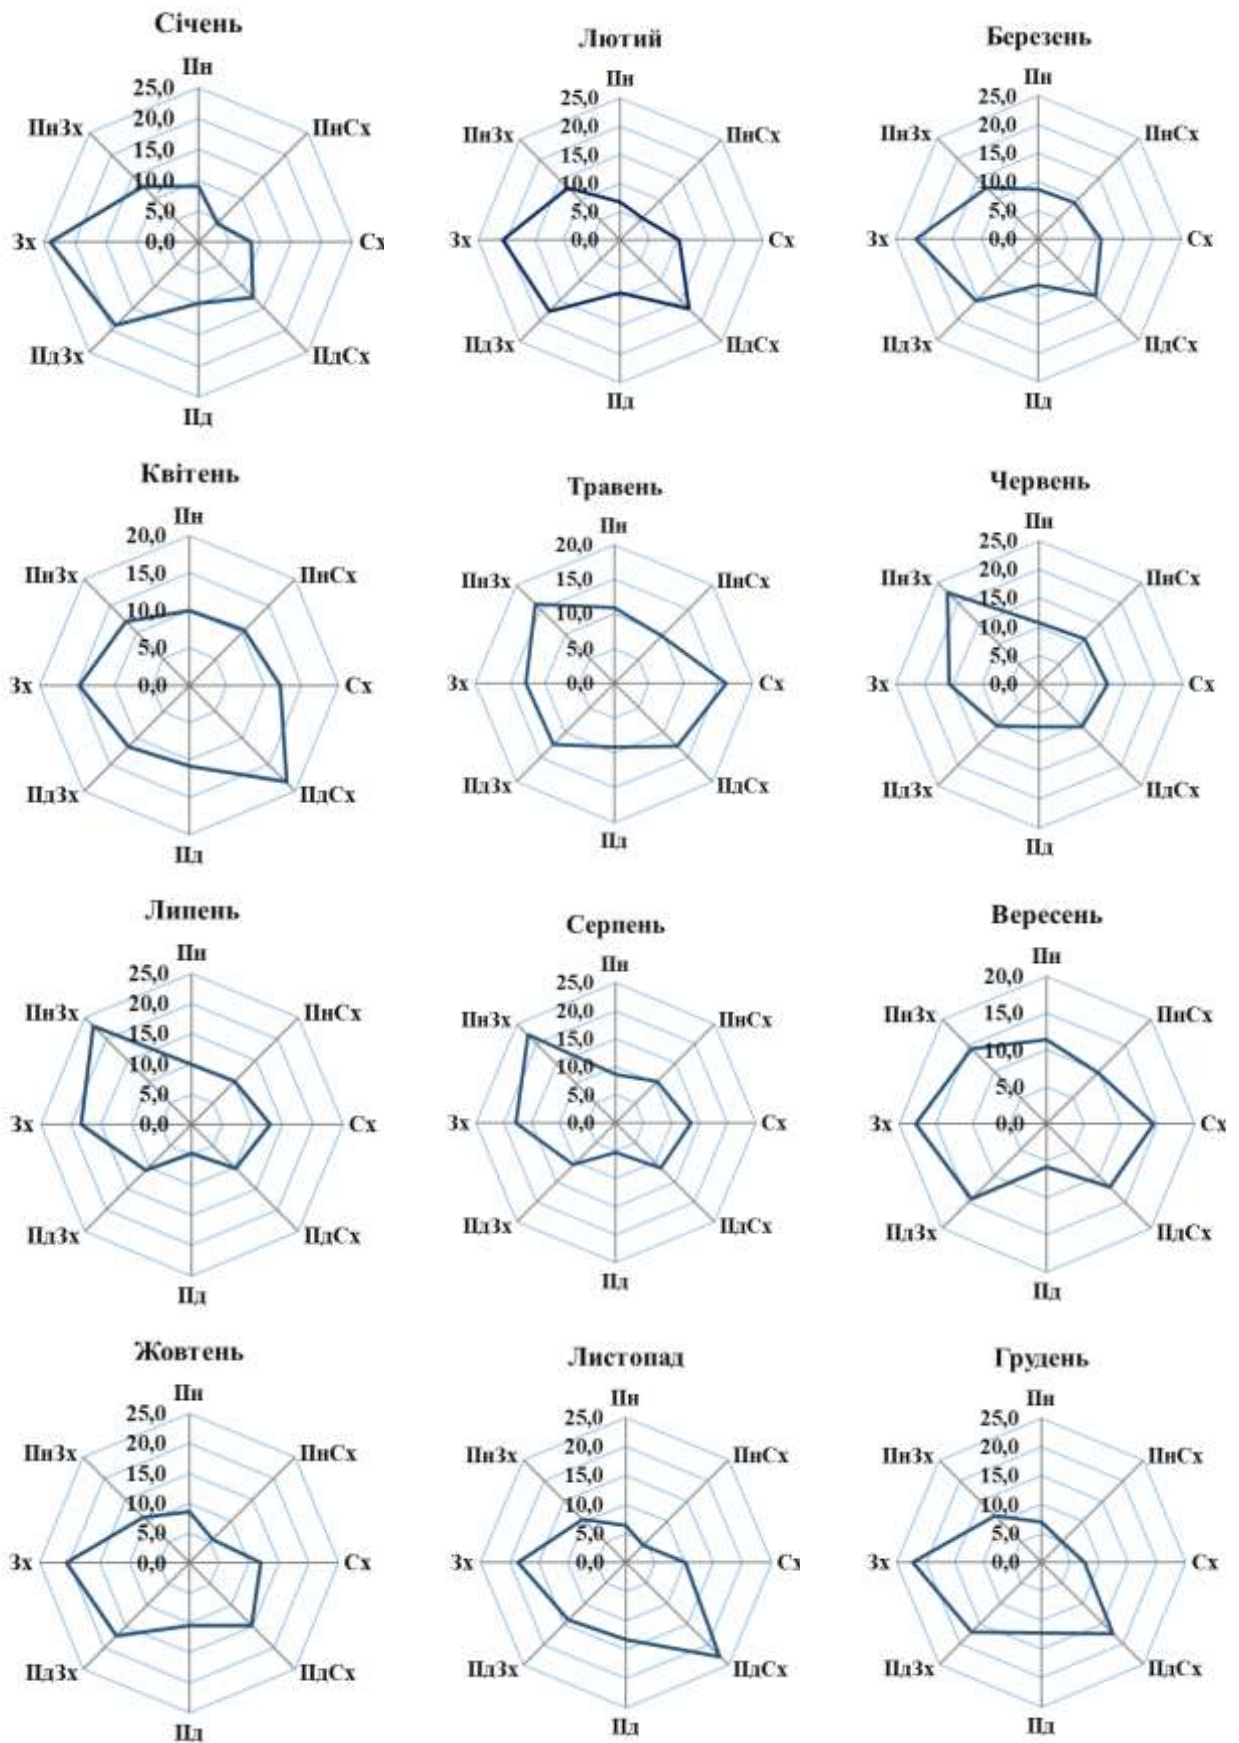 Січень
Пн
25,0
ПнЗх
20,0
ПнСх
15,0
10,0
5,0
Зх
0,0
Сх
ПдЗх
ПдСх
Пд
Лютий
Пн
25,0
ПнЗх
20,0
ПнСх
15,0
10,0
5,0
Зх
0,0
Сх
ПдЗх
ПдСх
Пд
Березень
Пн
25,0
ПнЗх
20,0
ПнСх
15,0
10,0
5,0
Зх
0,0
Сх
ПдЗх
ПдСх
Пд
Квітень
Пн
20,0
ПнЗх
15,0
ПнСх
10,0
5,0
Зх
0,0
Сх
ПдЗх
ПдСх
Пд
Травень
Пн
20,0
ПнЗх
15,0
ПнСх
10,0
5,0
Зх
0,0
Сх
ПдЗх
ПдСх
Пд
Червень
Пн
25,0
ПнЗх
20,0
ПнСх
15,0
10,0
5,0
Зх
0,0
Сх
ПдЗх
ПдСх
Пд
Липень
Пн
25,0
ПнЗх
20,0
ПнСх
15,0
10,0
5,0
Зх
0,0
Сх
ПдЗх
ПдСх
Пд
Серпень
Пн
25,0
ПнЗх
20,0
ПнСх
15,0
10,0
5,0
Зх
0,0
Сх
ПдЗх
ПдСх
Пд
Вересень
Пн
20,0
ПнЗх
15,0
ПнСх
10,0
5,0
Зх
0,0
Сх
ПдЗх
ПдСх
Пд
Жовтень
Пн
25,0
ПнЗх
20,0
ПнСх
15,0
10,0
5,0
Зх
0,0
Сх
ПдЗх
ПдСх
Пд
Листопад
Пн
25,0
ПнЗх
20,0
ПнСх
15,0
10,0
5,0
Зх
0,0
Сх
ПдЗх
ПдСх
Пд
Грудень
Пн
25,0
ПнЗх
20,0
ПнСх
15,0
10,0
5,0
Зх
0,0
Сх
ПдЗх
ПдСх
Пд